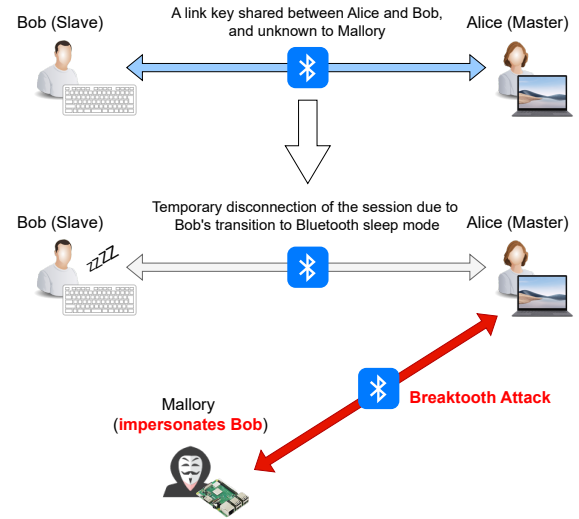 A link key shared between Alice and Bob,
and unknown to Mallory
Bob (Slave)
Alice (Master)
Temporary disconnection of the session due to
Bob's transition to Bluetooth sleep mode
Bob (Slave)
Alice (Master)
zzzz
Breaktooth Attack
Mallory
(impersonates Bob)